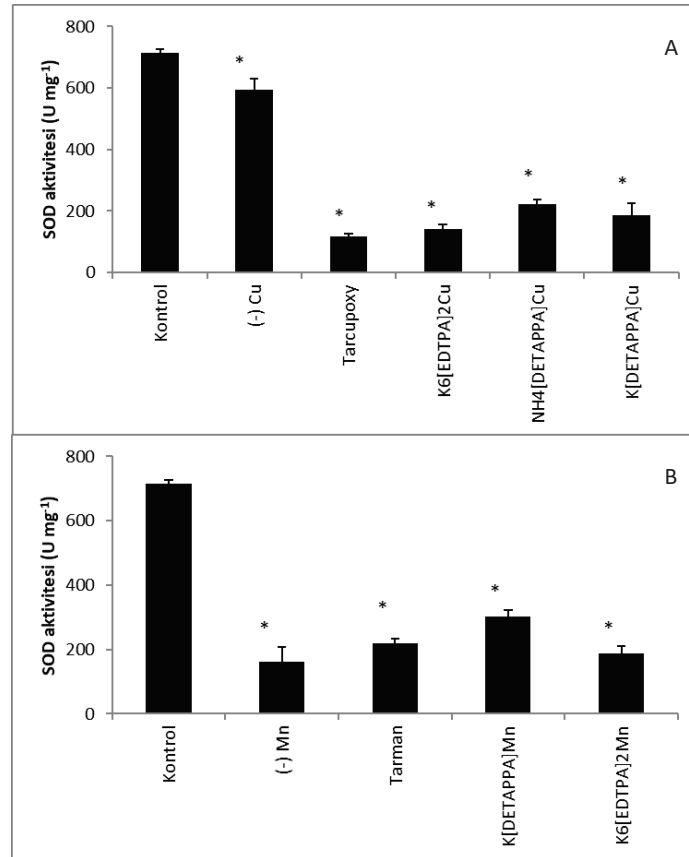 A
SOD aktivitesi (U mg⁻¹)
800
600
400
200
0
*
*
*
*
*
Kontrol
(-) Cu
Tarcupoxy
K6[EDTPA]2Cu
NH4[DETAPPA]Cu
K[DETAPPA]Cu
B
SOD aktivitesi (U mg⁻¹)
800
600
400
200
0
*
*
*
*
Kontrol
(-) Mn
Tarman
K[DETAPPA]Mn
K6[EDTPA]2Mn